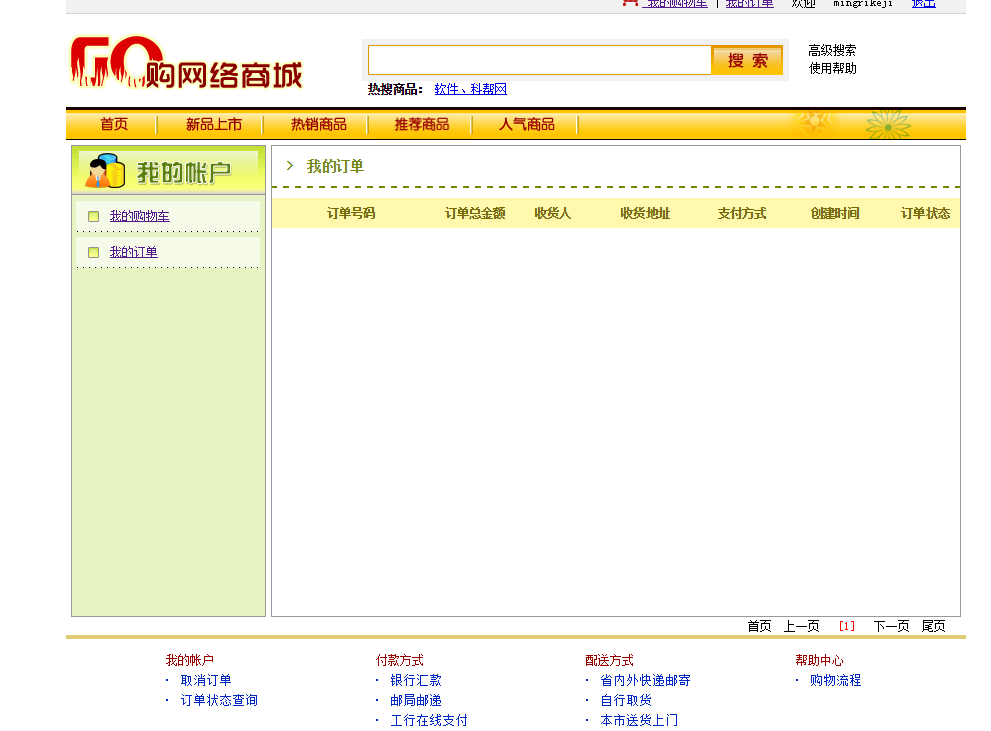 我的购物车 | 我的订单 欢迎 mingrikeji 退出
GO购网络商城
搜 索
高级搜索
使用帮助
热搜商品： 软件、科帮网
首页 新品上市 热销商品 推荐商品 人气商品
我的帐户
我的购物车
我的订单
> 我的订单
订单号码 订单总金额 收货人 收货地址 支付方式 创建时间 订单状态
首页 上一页 [1] 下一页 尾页
我的帐户
· 取消订单
· 订单状态查询
付款方式
· 银行汇款
· 邮局邮递
· 工行在线支付
配送方式
· 省内外快递邮寄
· 自行取货
· 本市送货上门
帮助中心
· 购物流程